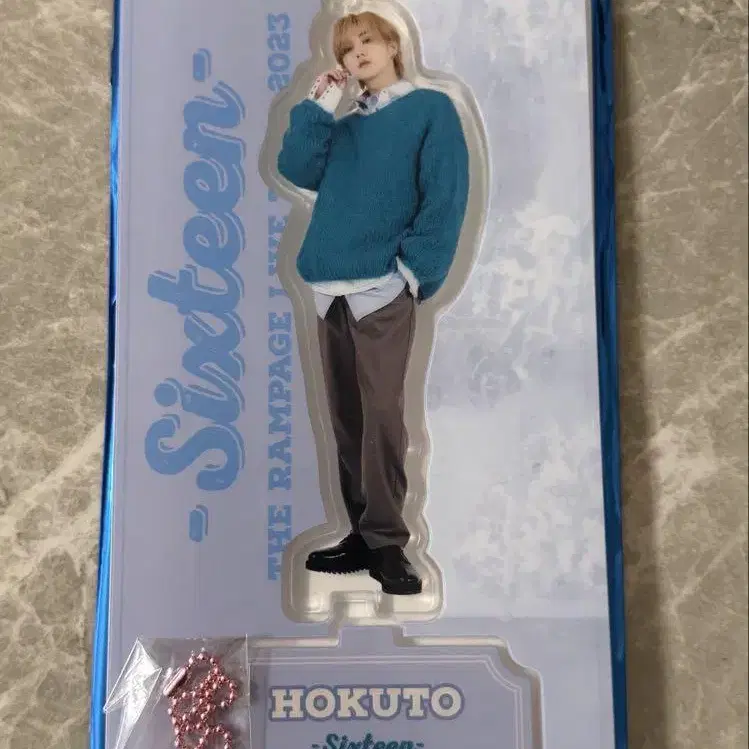 -Sixteen-
THE RAMPAGE LIVE 2023
HOKUTO
-Sixteen-